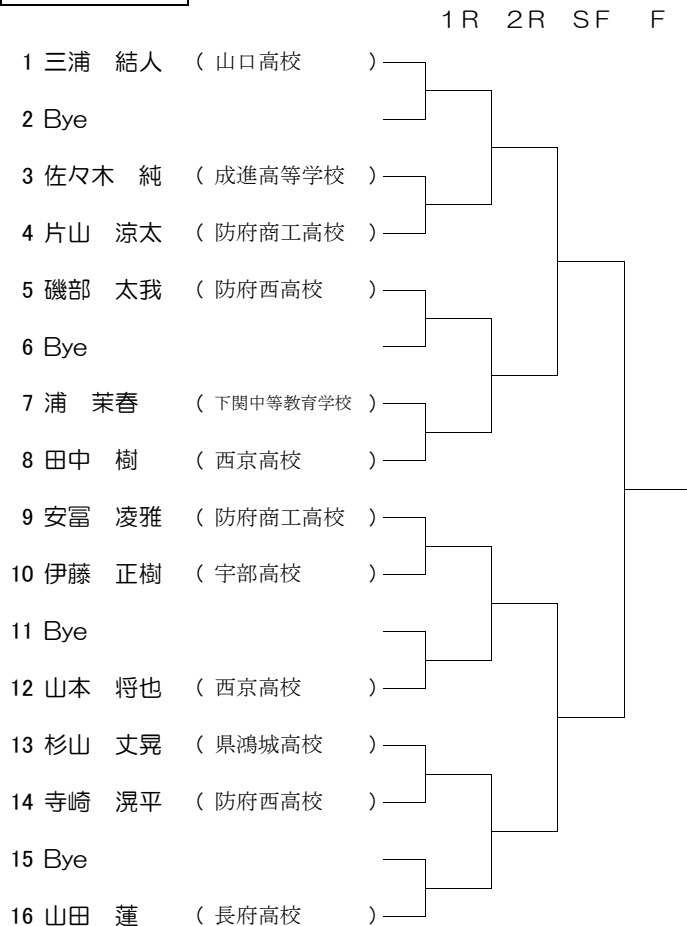 １Ｒ ２Ｒ ＳＦ Ｆ
1 三浦　結人 （ 山口高校 ）
2 Bye
3 佐々木　純 （ 成進高等学校 ）
4 片山　涼太 （ 防府商工高校 ）
5 磯部　太我 （ 防府西高校 ）
6 Bye
7 浦　茉春 （ 下関中等教育学校 ）
8 田中　樹 （ 西京高校 ）
9 安冨　凌雅 （ 防府商工高校 ）
10 伊藤　正樹 （ 宇部高校 ）
11 Bye
12 山本　将也 （ 西京高校 ）
13 杉山　丈晃 （ 県鴻城高校 ）
14 寺崎　滉平 （ 防府西高校 ）
15 Bye
16 山田　蓮 （ 長府高校 ）